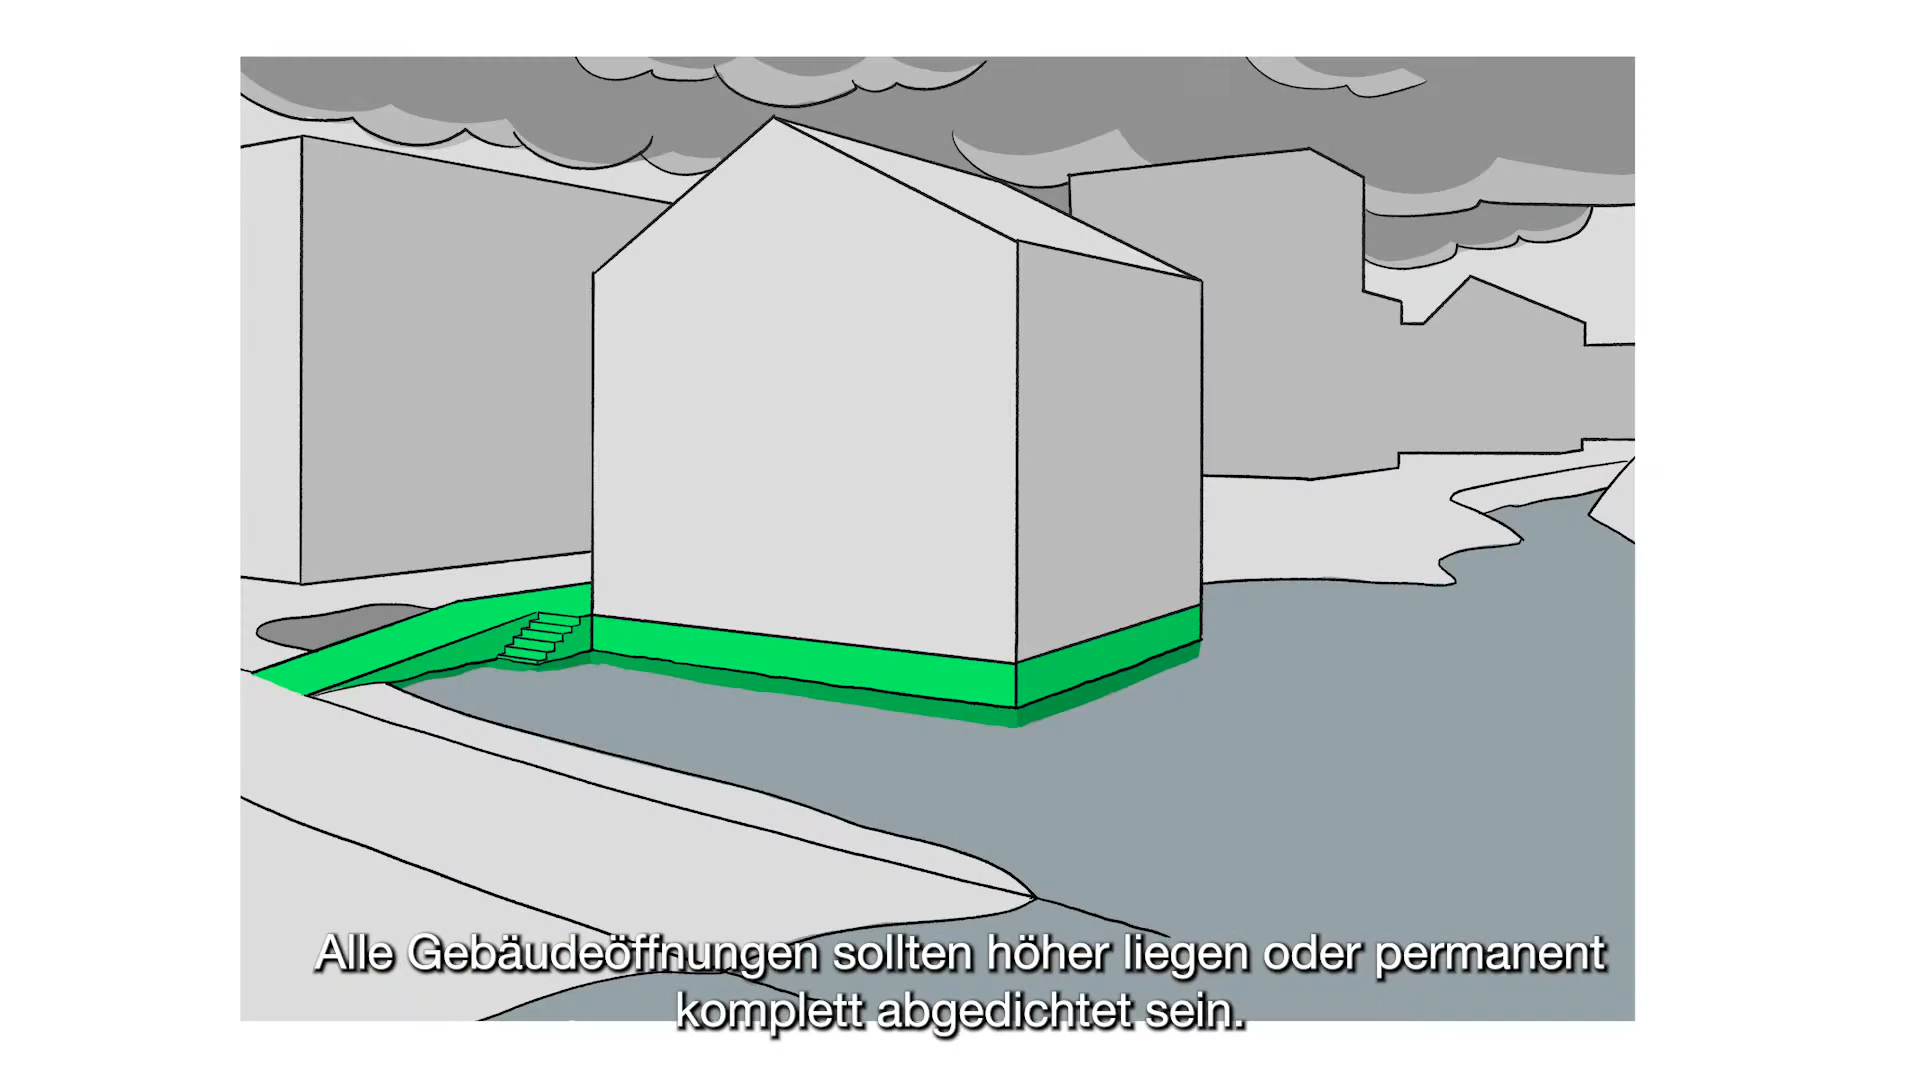 Alle Gebäudeöffnungen sollten höher liegen oder permanent
komplett abgedichtet sein.